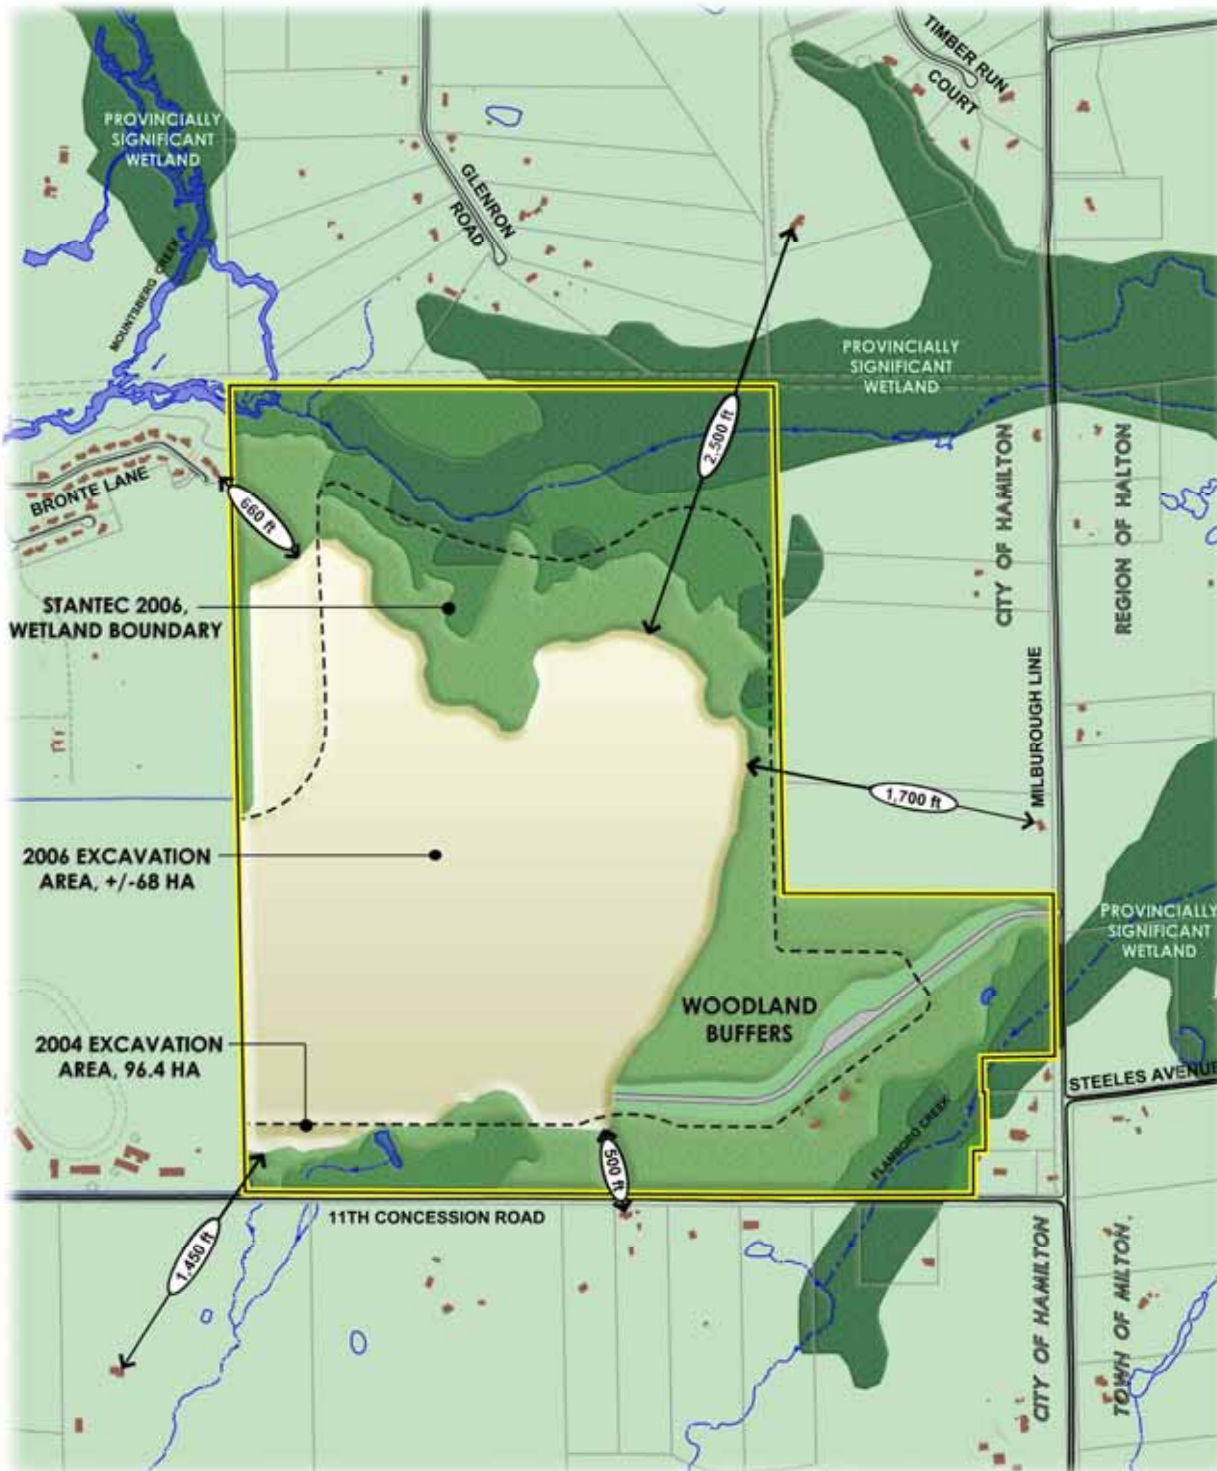 TIMBER RUN
COURT
PROVINCIALLY
SIGNIFICANT
WETLAND
GLENRON
ROAD
MOUNTSBERG CREEK
PROVINCIALLY
SIGNIFICANT
WETLAND
2,500 ft
CITY OF HAMILTON
REGION OF HALTON
BRONTE LANE
660 ft
STANTEC 2006,
WETLAND BOUNDARY
MILBUROUGH LINE
1,700 ft
2006 EXCAVATION
AREA, +/-68 HA
PROVINCIALLY
SIGNIFICANT
WETLAND
WOODLAND
BUFFERS
2004 EXCAVATION
AREA, 96.4 HA
STEELES AVENUE
FLAMBORO CREEK
500 ft
11TH CONCESSION ROAD
1,450 ft
CITY OF HAMILTON
TOWN OF MILTON